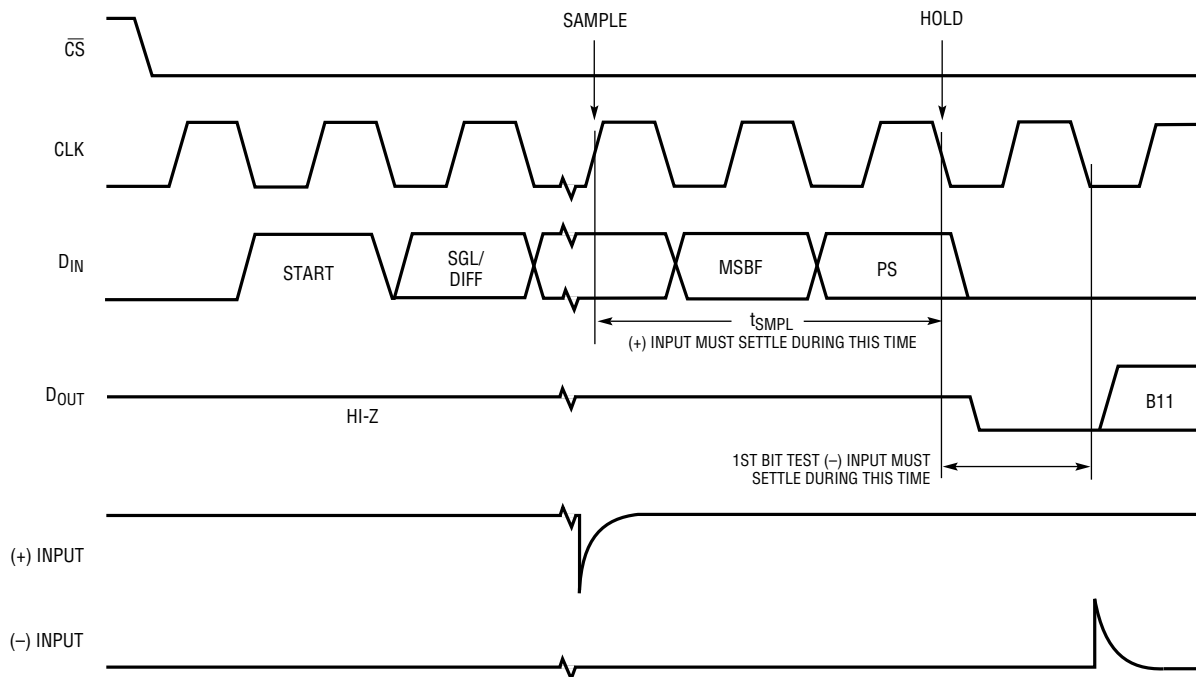 SAMPLE
HOLD
C̅S̅
CLK
DIN
START
SGL/
DIFF
MSBF
PS
tSMPL
(+) INPUT MUST SETTLE DURING THIS TIME
DOUT
HI-Z
B11
1ST BIT TEST (–) INPUT MUST
SETTLE DURING THIS TIME
(+) INPUT
(–) INPUT